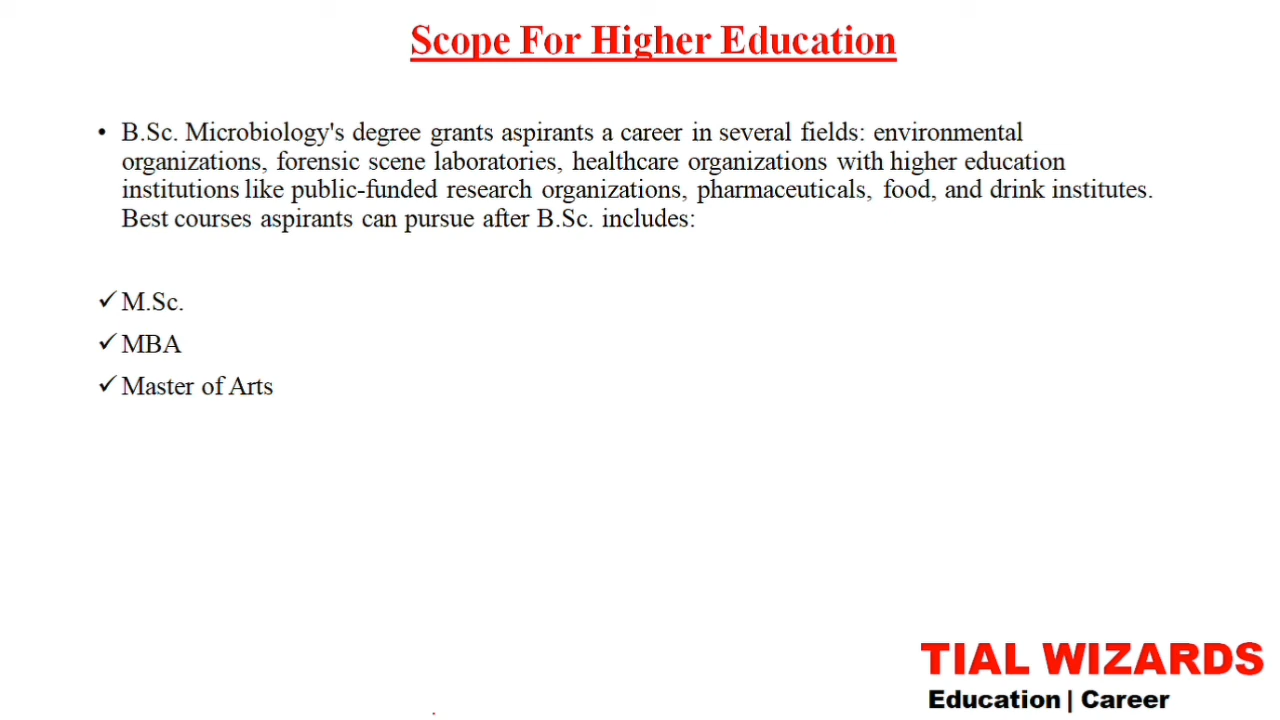 Scope For Higher Education
• B.Sc. Microbiology's degree grants aspirants a career in several fields: environmental
organizations, forensic scene laboratories, healthcare organizations with higher education
institutions like public-funded research organizations, pharmaceuticals, food, and drink institutes.
Best courses aspirants can pursue after B.Sc. includes:
✓ M.Sc.
✓ MBA
✓ Master of Arts
TIAL WIZARDS
Education | Career